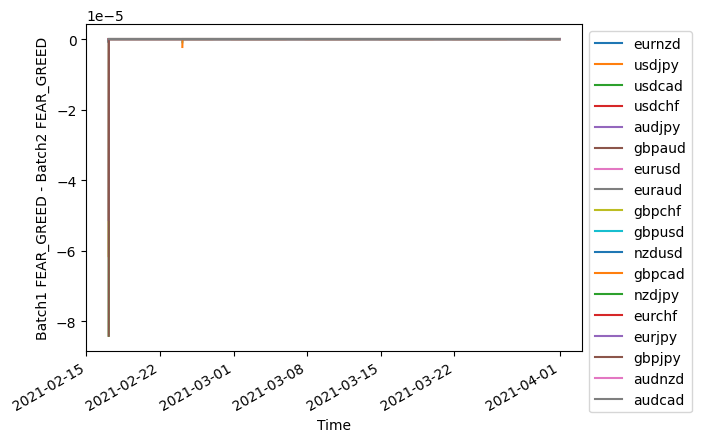 1e−5
0
−2
−4
−6
−8
Batch1 FEAR_GREED - Batch2 FEAR_GREED
2021-02-15
2021-02-22
2021-03-01
2021-03-08
2021-03-15
2021-03-22
2021-04-01
Time
eurnzd
usdjpy
usdcad
usdchf
audjpy
gbpaud
eurusd
euraud
gbpchf
gbpusd
nzdusd
gbpcad
nzdjpy
eurchf
eurjpy
gbpjpy
audnzd
audcad